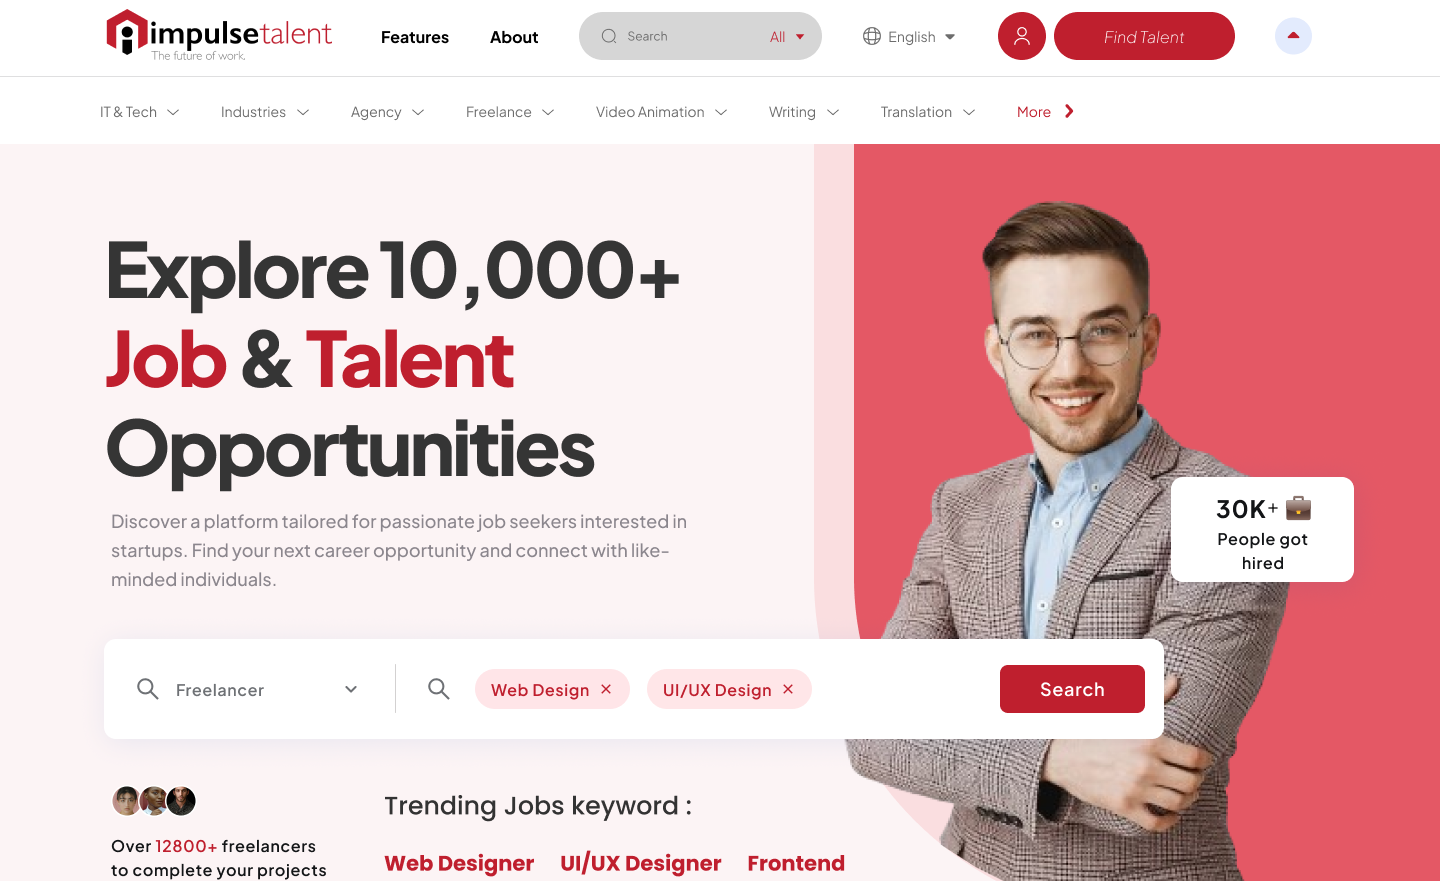 impulsetalent
The future of work.
Features
About
Search
All
English
Find Talent
IT & Tech
Industries
Agency
Freelance
Video Animation
Writing
Translation
More
Explore 10,000+
Job & Talent
Opportunities
Discover a platform tailored for passionate job seekers interested in
startups. Find your next career opportunity and connect with like-
minded individuals.
30K+
People got
hired
Freelancer
Web Design ×
UI/UX Design ×
Search
Over 12800+ freelancers
to complete your projects
Trending Jobs keyword :
Web Designer
UI/UX Designer
Frontend